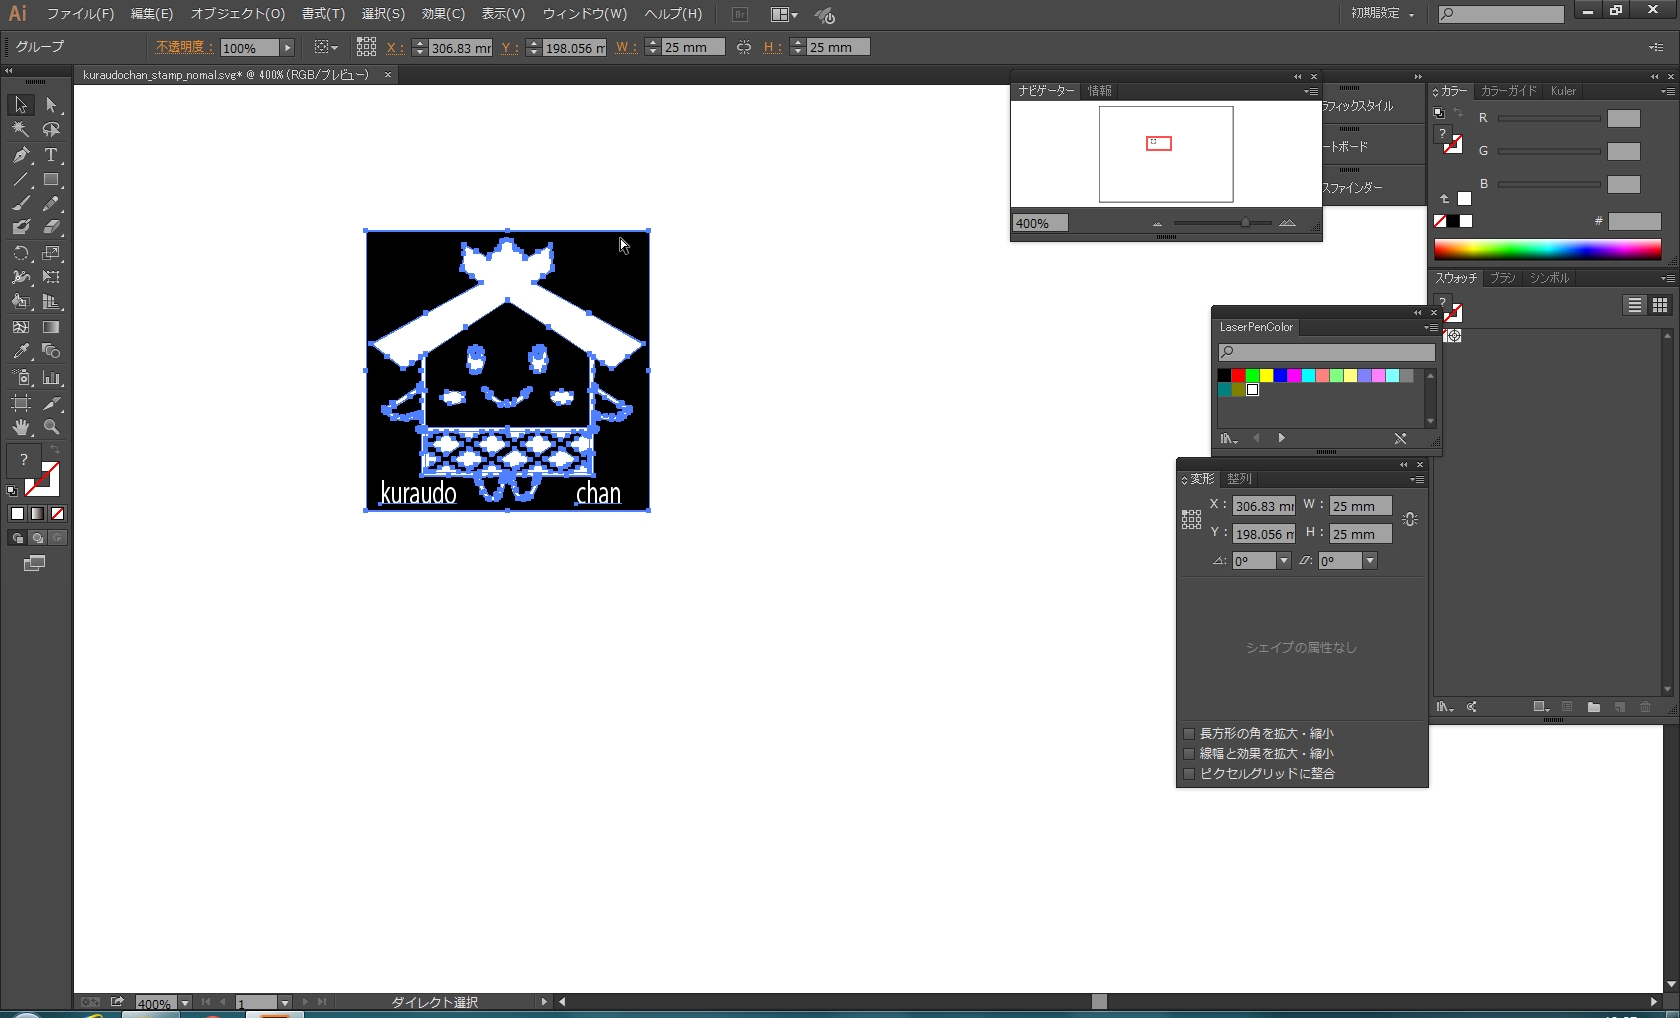 Ai ファイル(F) 編集(E) オブジェクト(O) 書式(T) 選択(S) 効果(C) 表示(V) ウィンドウ(W) ヘルプ(H) Br 初期設定
グループ 不透明度: 100% X: 306.83 mr Y: 198.056 m W: 25 mm H: 25 mm
kuraudochan_stamp_nomal.svg* @ 400% (RGB/プレビュー) ×
ナビゲーター 情報
400%
ラフィックスタイル
ートボード
スファインダー
カラー カラーガイド Kuler
?
R
G
B
#
スウォッチ ブラシ シンボル
?
LaserPenColor
変形 整列
X: 306.83 mr W: 25 mm
Y: 198.056 m H: 25 mm
0° 0°
シェイプの属性なし
長方形の角を拡大・縮小
線幅と効果を拡大・縮小
ピクセルグリッドに整合
T
?
kuraudo chan
400% 1 ダイレクト選択